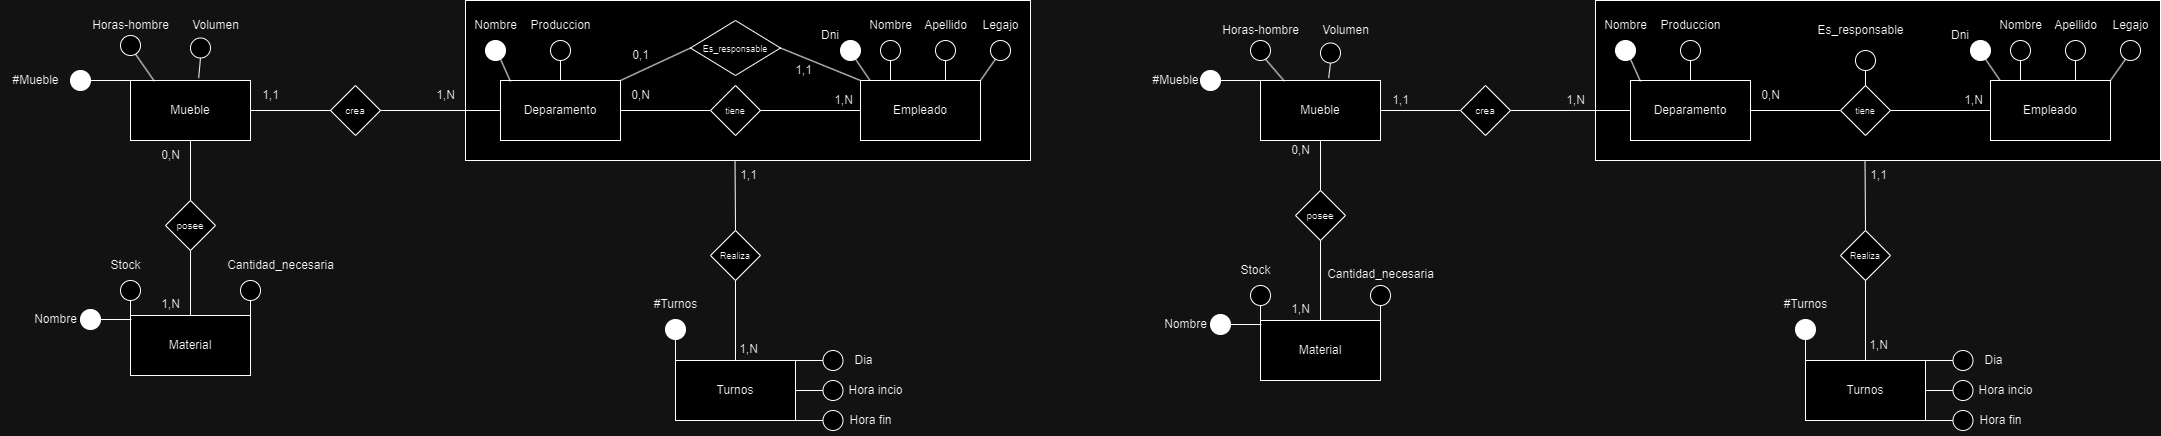 Horas-hombre
Volumen
#Mueble
Mueble
1,1
crea
1,N
Nombre
Produccion
Deparamento
0,1
Es_responsable
1,1
0,N
tiene
1,N
Dni
Nombre
Apellido
Legajo
Empleado
0,N
posee
1,N
Stock
Cantidad_necesaria
Nombre
Material
1,1
Realiza
1,N
#Turnos
Turnos
Dia
Hora incio
Hora fin
Horas-hombre
Volumen
#Mueble
Mueble
1,1
crea
1,N
Nombre
Produccion
Deparamento
Es_responsable
0,N
tiene
1,N
Dni
Nombre
Apellido
Legajo
Empleado
0,N
posee
1,N
Stock
Cantidad_necesaria
Nombre
Material
1,1
Realiza
1,N
#Turnos
Turnos
Dia
Hora incio
Hora fin